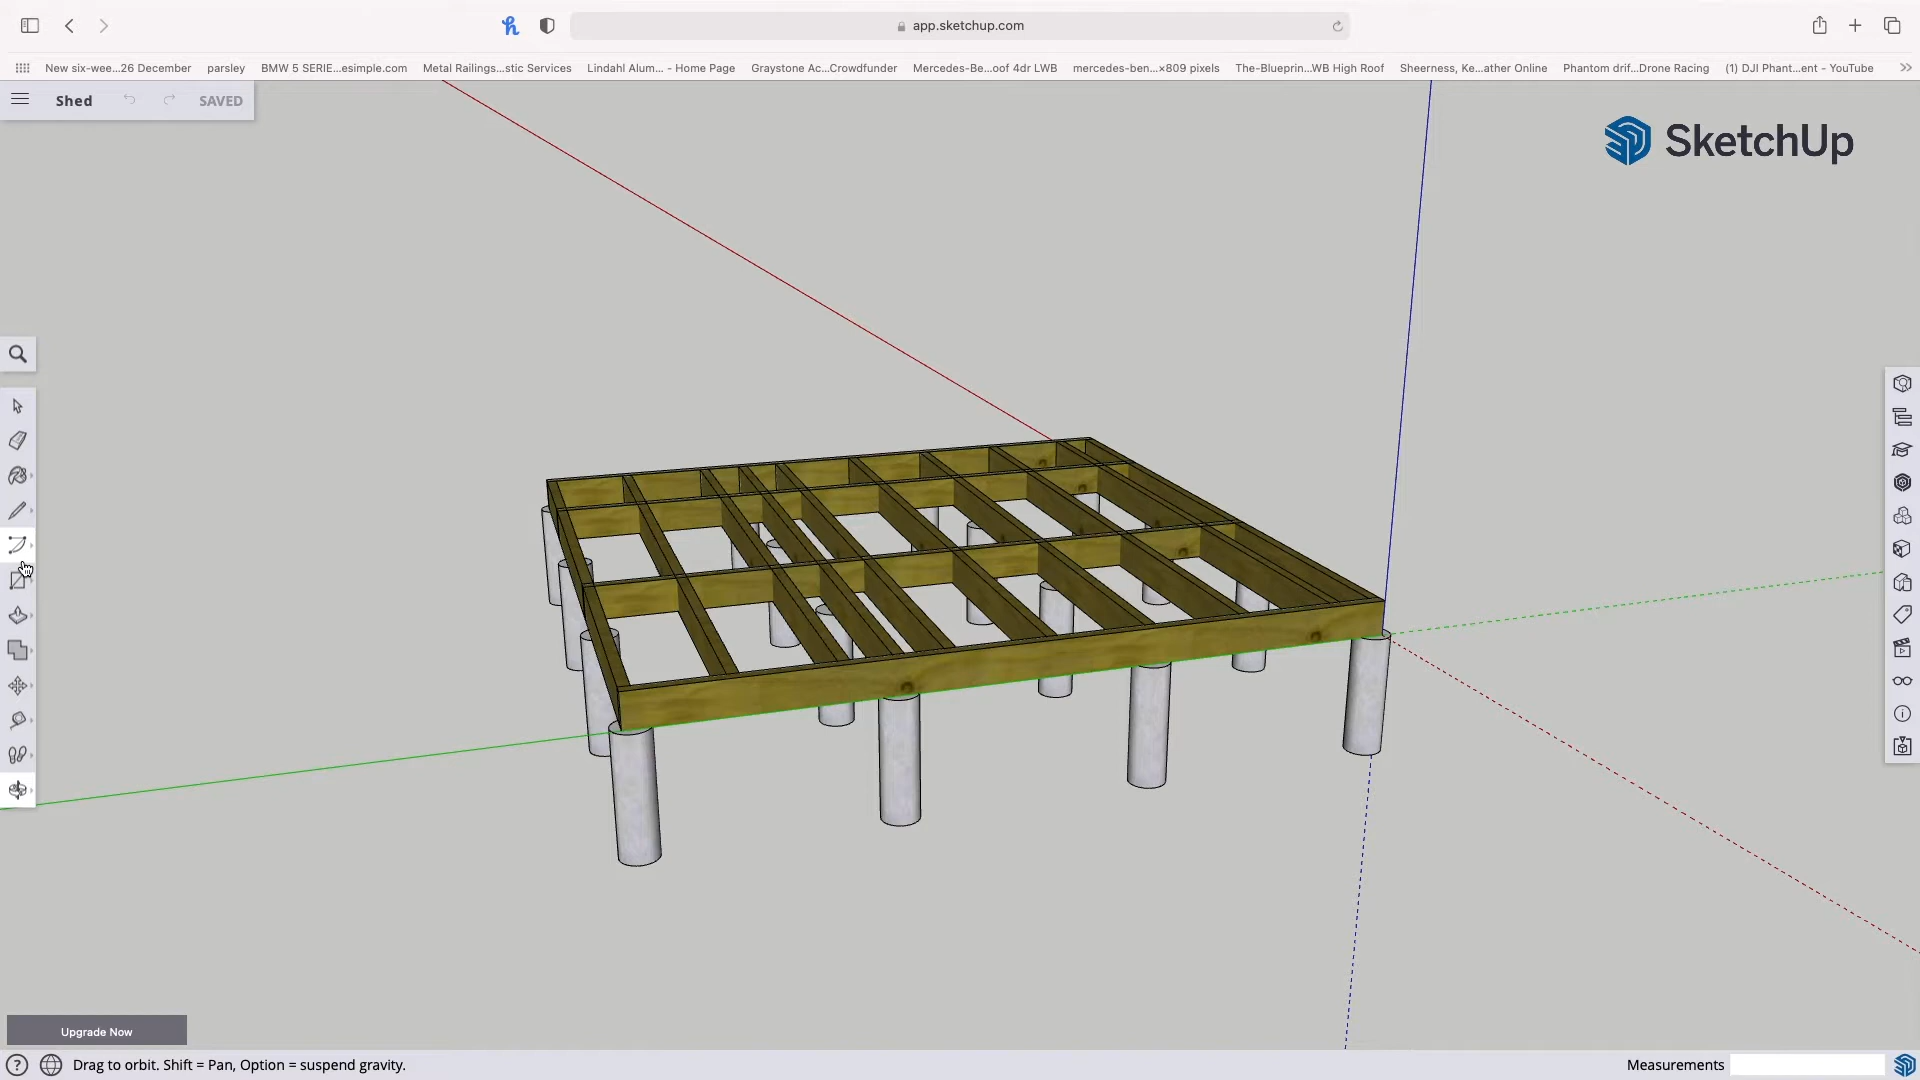 app.sketchup.com
New six-wee...26 December
parsley
BMW 5 SERIE...esimple.com
Metal Railings...stic Services
Lindahl Alum... - Home Page
Graystone Ac...Crowdfunder
Mercedes-Be...oof 4dr LWB
mercedes-ben...×809 pixels
The-Blueprin...WB High Roof
Sheerness, Ke...ather Online
Phantom drif...Drone Racing
(1) DJI Phant...ent - YouTube
Shed
SAVED
SketchUp
Upgrade Now
Drag to orbit. Shift = Pan, Option = suspend gravity.
Measurements